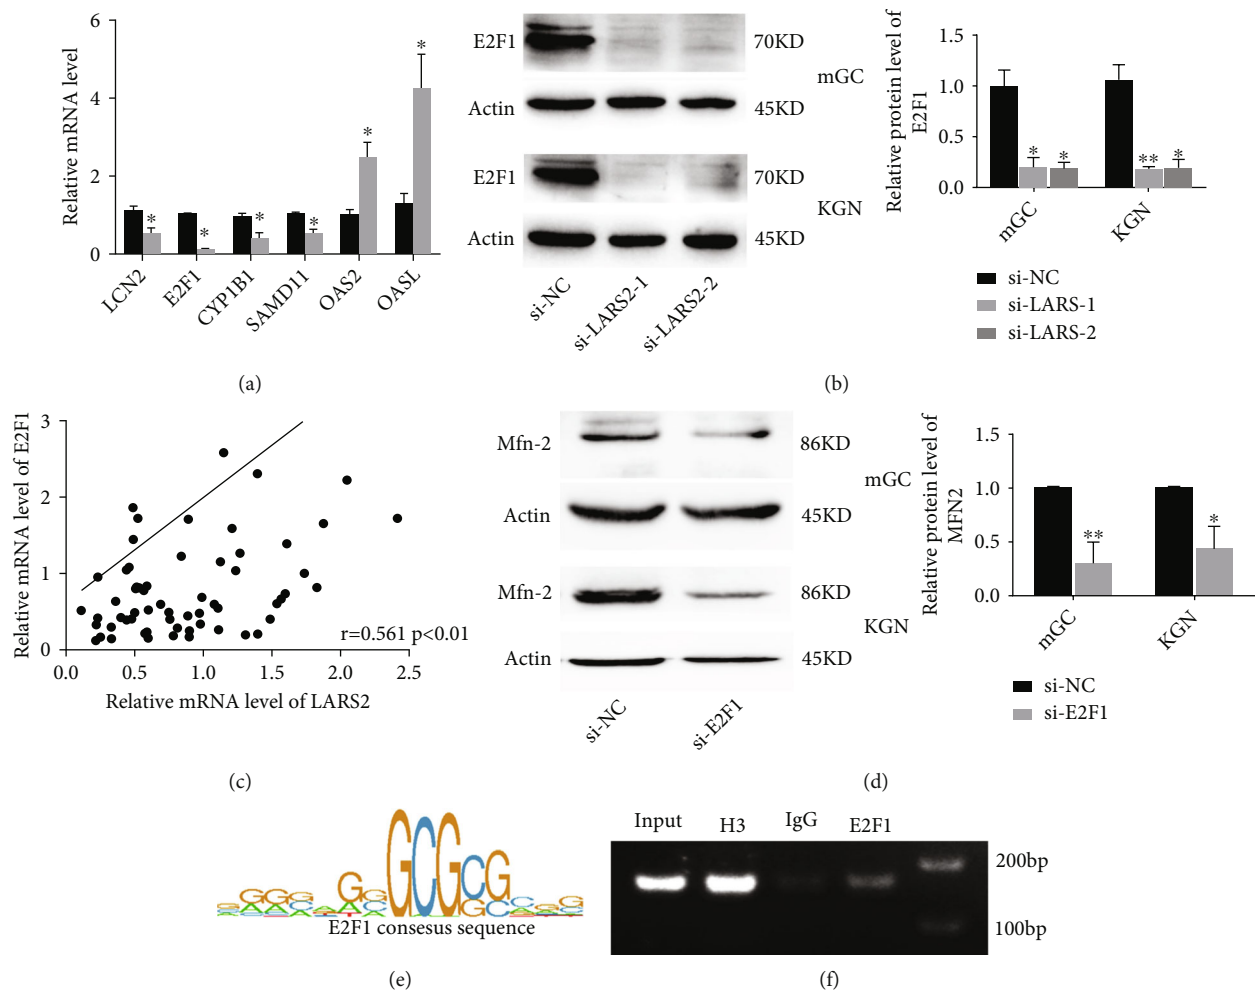 Relative mRNA level
6
4
2
0
* * * * * *
LCN2 E2F1 CYP1B1 SAMD11 OAS2 OASL
(a)
E2F1 70KD
mGC
Actin 45KD
E2F1 70KD
KGN
Actin 45KD
si-NC si-LARS2-1 si-LARS2-2
Relative protein level of
E2F1
1.5
1.0
0.5
0.0
* * ** *
mGC KGN
si-NC
si-LARS-1
si-LARS-2
(b)
Relative mRNA level of E2F1
3
2
1
0
r=0.561 p<0.01
0.0 0.5 1.0 1.5 2.0 2.5
Relative mRNA level of LARS2
(c)
Mfn-2 86KD
mGC
Actin 45KD
Mfn-2 86KD
KGN
Actin 45KD
si-NC si-E2F1
Relative protein level of
MFN2
1.5
1.0
0.5
0.0
** *
mGC KGN
si-NC
si-E2F1
(d)
GCGCG
E2F1 consesus sequence
(e)
Input H3 IgG E2F1
200bp
100bp
(f)